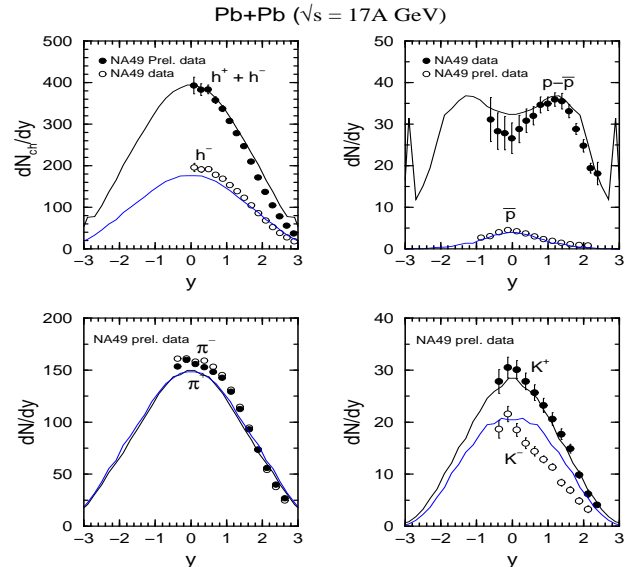 Pb+Pb (√s = 17A GeV)
500
400
300
200
100
0
dN_ch/dy
● NA49 Prel. data
○ NA49 data
h⁺ + h⁻
h⁻
−3 −2 −1 0 1 2 3
y
50
40
30
20
10
0
dN/dy
● NA49 data
○ NA49 prel. data
p−p̅
p̅
−3 −2 −1 0 1 2 3
y
200
150
100
50
0
dN/dy
NA49 prel. data
π⁻
π⁺
−3 −2 −1 0 1 2 3
y
40
30
20
10
0
dN/dy
NA49 prel. data
K⁺
K⁻
−3 −2 −1 0 1 2 3
y